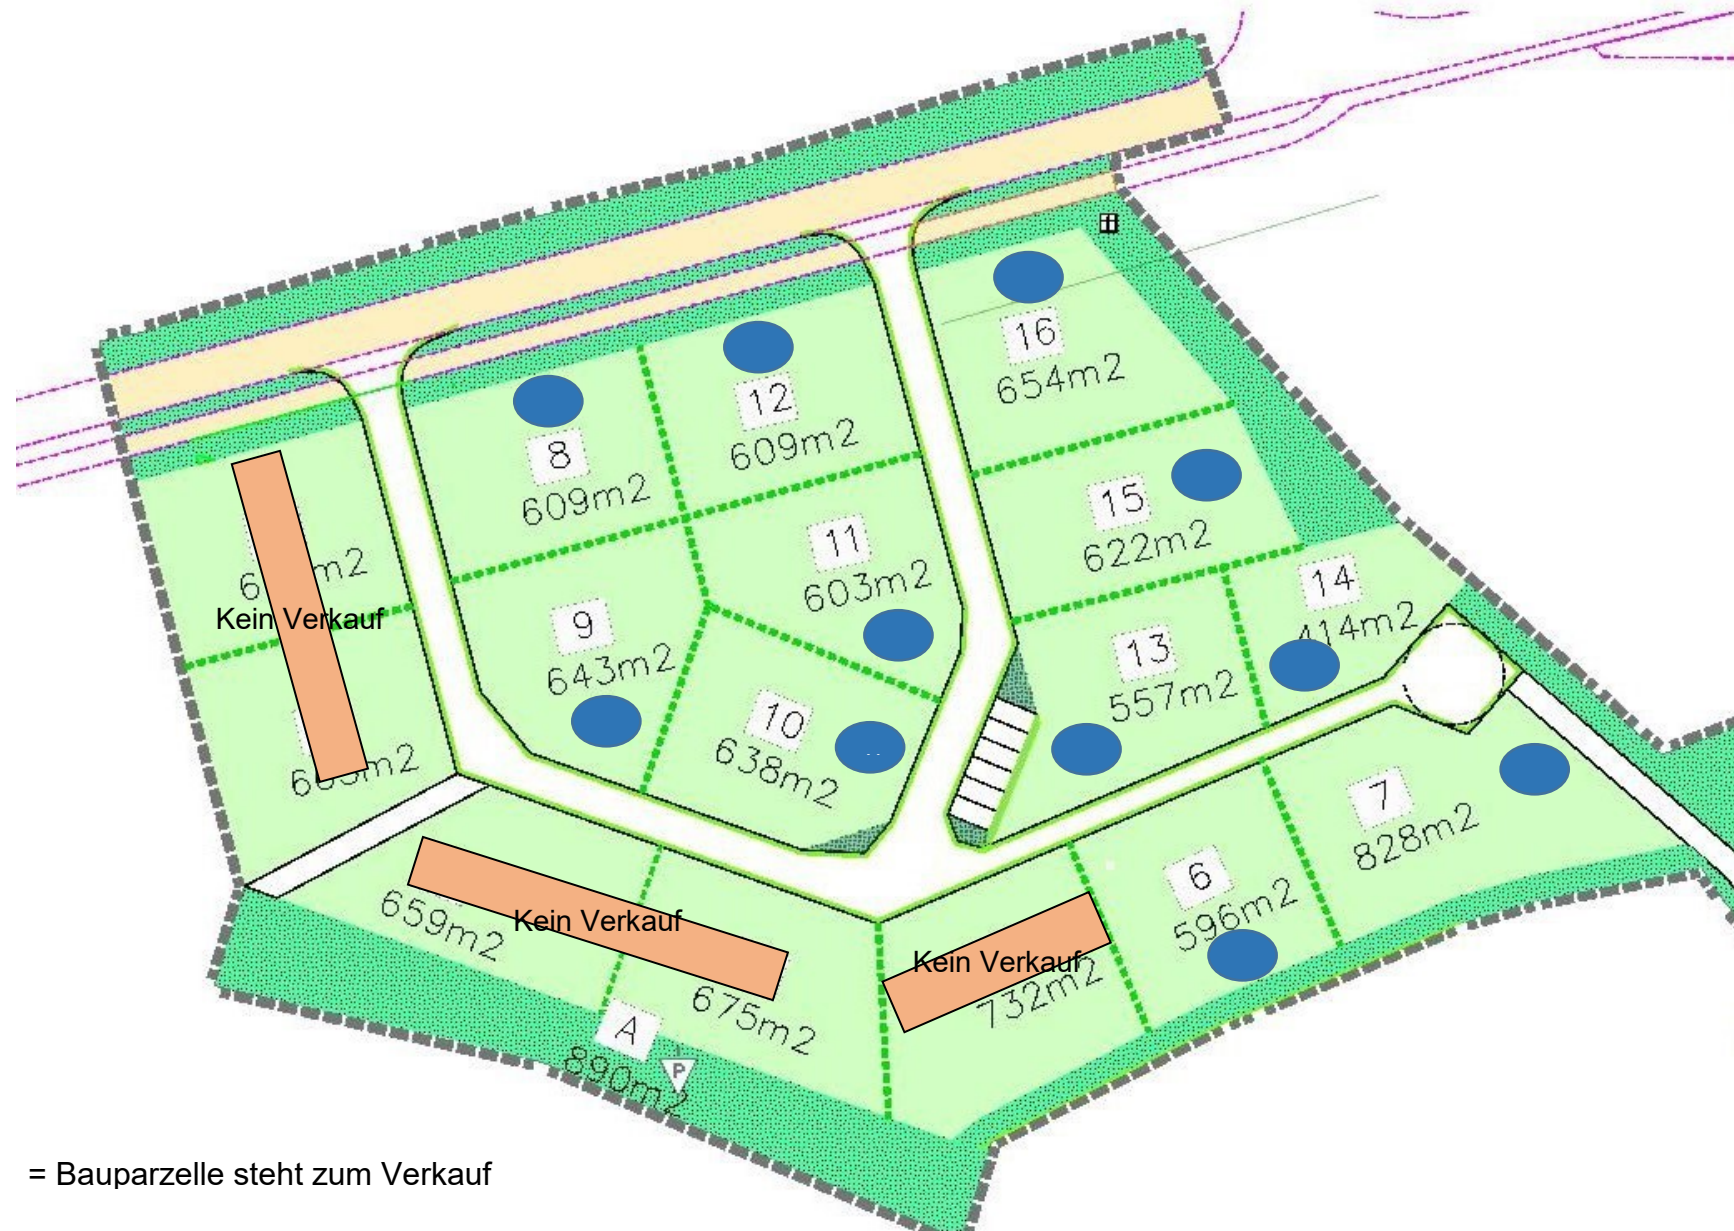 16
654m2
12
609m2
8
609m2
15
622m2
11
603m2
14
414m2
Kein Verkauf
9
643m2
13
557m2
10
638m2
7
828m2
6
596m2
659m2
Kein Verkauf
675m2
Kein Verkauf
732m2
A
890m2
P
= Bauparzelle steht zum Verkauf